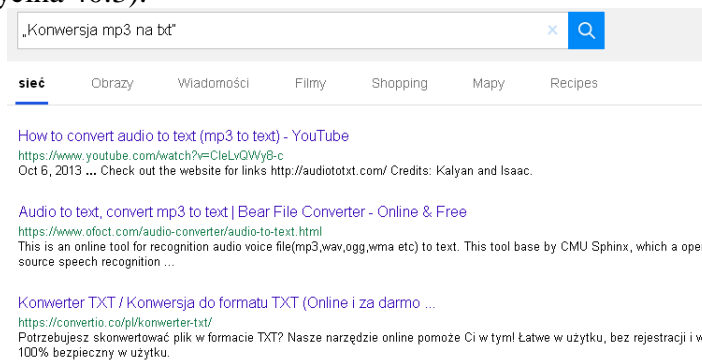 „Konwersja mp3 na txt"
sieć Obrazy Wiadomości Filmy Shopping Mapy Recipes
How to convert audio to text (mp3 to text) - YouTube
https://www.youtube.com/watch?v=CIeLvQWy8-c
Oct 6, 2013 ... Check out the website for links http://audiototxt.com/ Credits: Kalyan and Isaac.
Audio to text, convert mp3 to text | Bear File Converter - Online & Free
https://www.ofoct.com/audio-converter/audio-to-text.html
This is an online tool for recognition audio voice file(mp3,wav,ogg,wma etc) to text. This tool base by CMU Sphinx, which a
source speech recognition ...
Konwerter TXT / Konwersja do formatu TXT (Online i za darmo ...
https://convertio.co/pl/konwerter-txt/
Potrzebujesz skonwertować plik w formacie TXT? Nasze narzędzie online pomoże Ci w tym! Łatwe w użytku, bez rejestracji i
100% bezpieczny w użytku.